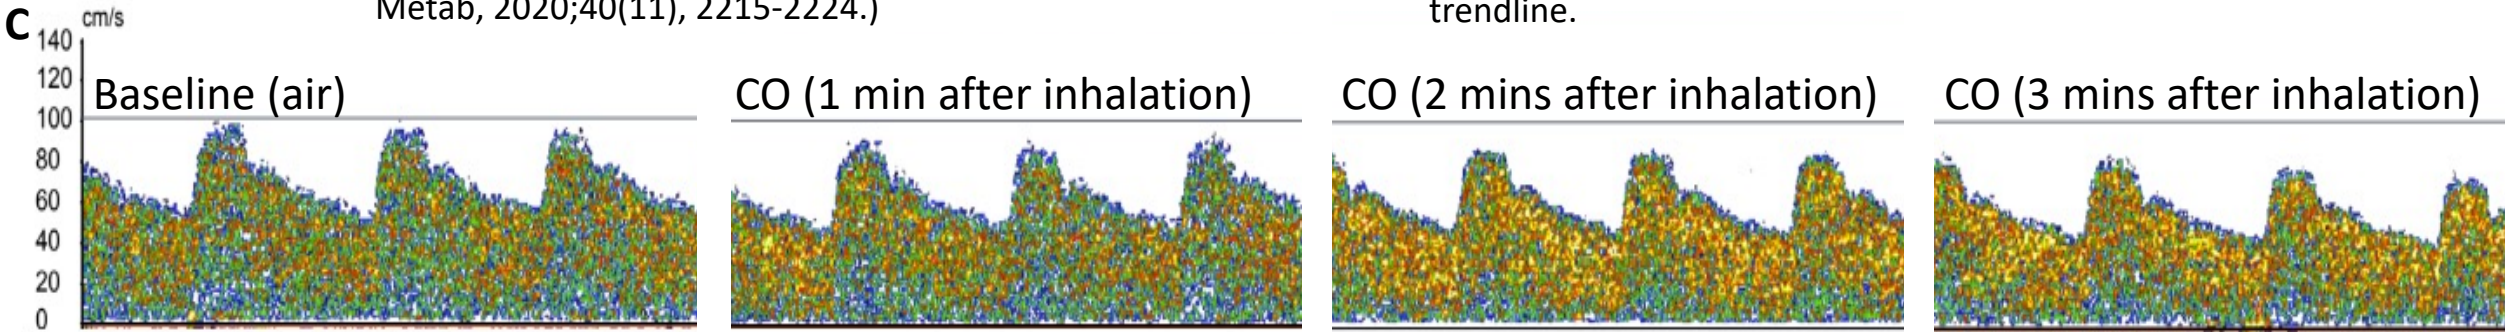 Metab, 2020;40(11), 2215-2224.)
trendline.
C
cm/s
140
120
100
80
60
40
20
0
Baseline (air)
CO (1 min after inhalation)
CO (2 mins after inhalation)
CO (3 mins after inhalation)